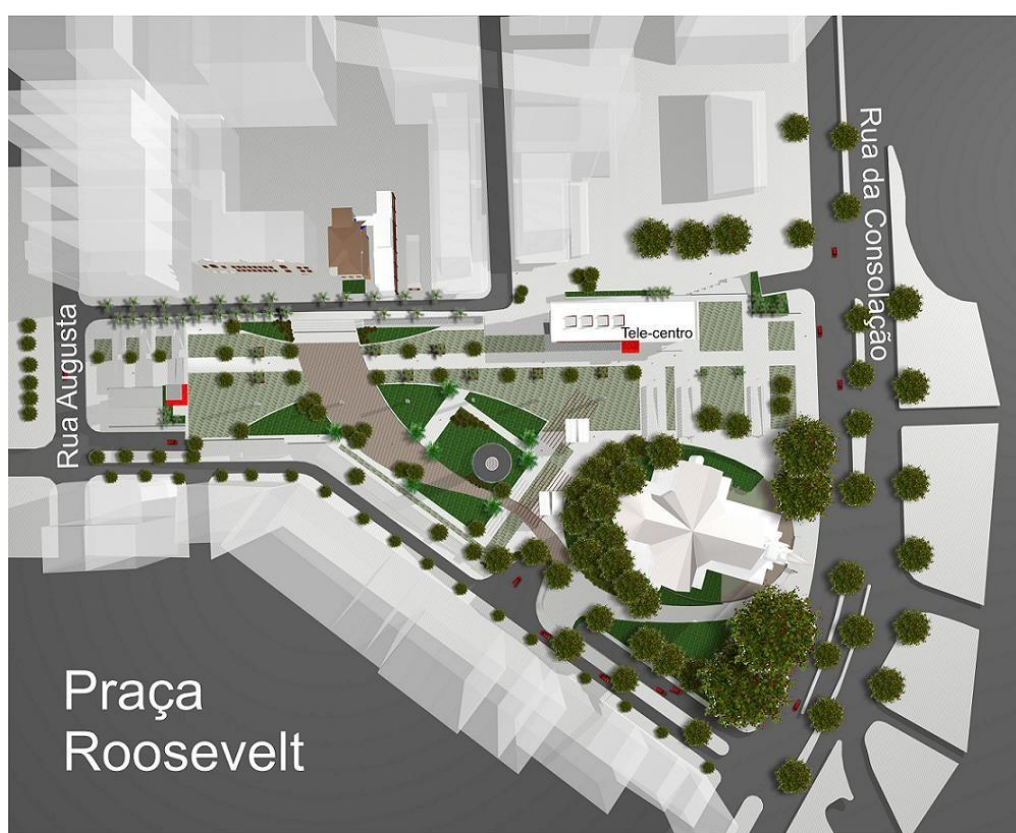 Rua da Consolação
Rua Augusta
Tele-centro
Praça
Roosevelt